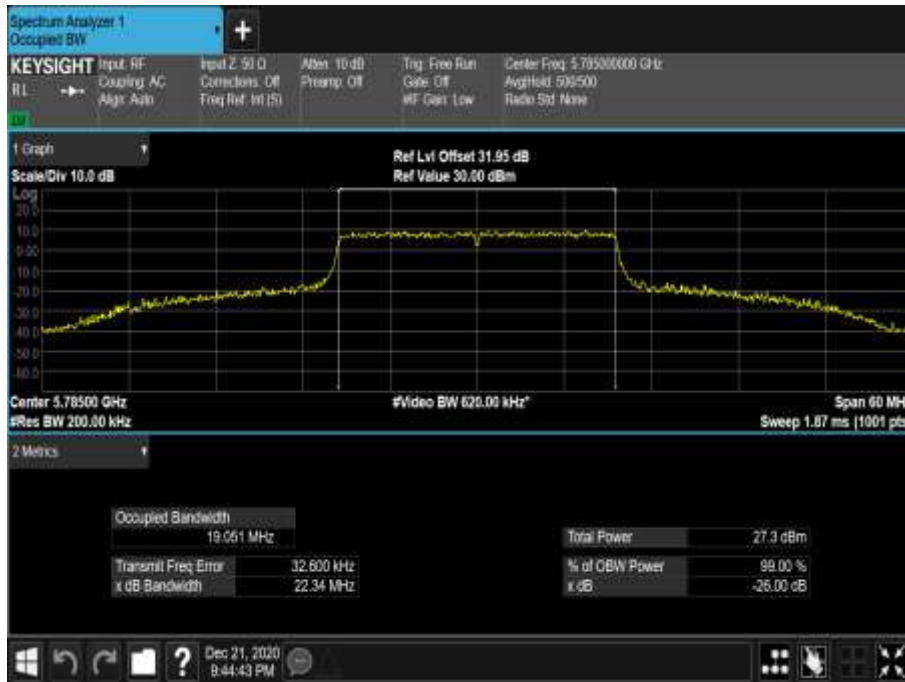 Spectrum Analyzer 1
Occupied BW
+
KEYSIGHT Input: RF Input Z: 50 Ω Atten: 10 dB Trig: Free Run Center Freq: 5.785000000 GHz
RL Coupling: AC Corrections: Off Preamp: Off Gate: Off Avg|Hold: 500/500
Align: Auto Freq Ref: Int (S) #IF Gain: Low Radio Std: None
1 Graph
Ref Lvl Offset 31.95 dB
Scale/Div 10.0 dB Ref Value 30.00 dBm
Log
20.0
10.0
0.00
-10.0
-20.0
-30.0
-40.0
-50.0
-60.0
Center 5.78500 GHz #Video BW 620.00 kHz* Span 60 MH
#Res BW 200.00 kHz Sweep 1.87 ms (1001 pts
2 Metrics
Occupied Bandwidth
19.051 MHz Total Power 27.3 dBm
Transmit Freq Error 32.600 kHz % of OBW Power 99.00 %
x dB Bandwidth 22.34 MHz x dB -26.00 dB
? Dec 21, 2020
9:44:43 PM